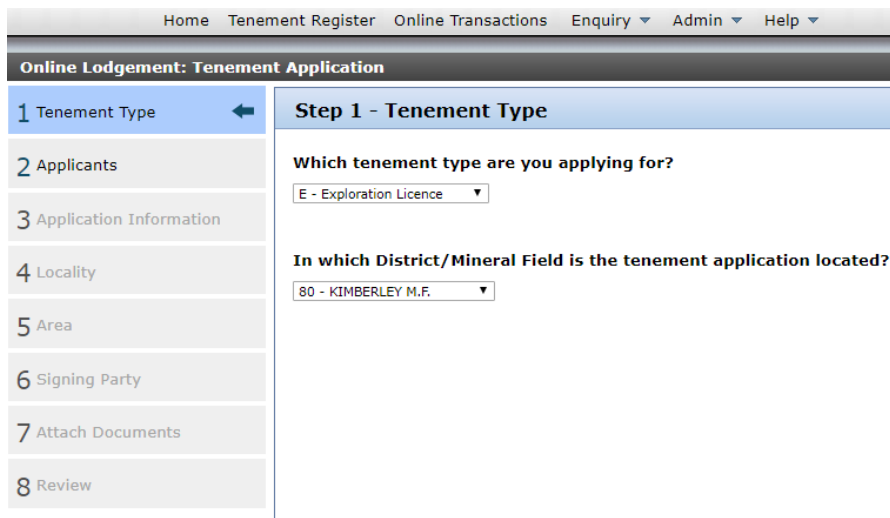 Home Tenement Register Online Transactions Enquiry Admin Help
Online Lodgement: Tenement Application
1 Tenement Type
2 Applicants
3 Application Information
4 Locality
5 Area
6 Signing Party
7 Attach Documents
8 Review
Step 1 - Tenement Type
Which tenement type are you applying for?
E - Exploration Licence
In which District/Mineral Field is the tenement application located?
80 - KIMBERLEY M.F.